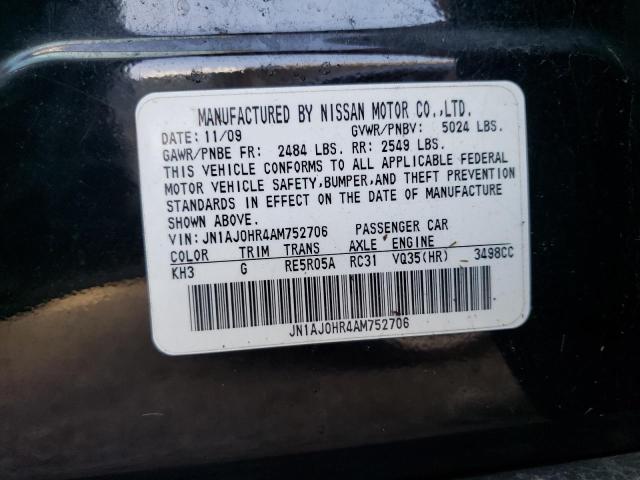 MANUFACTURED BY NISSAN MOTOR CO.,LTD.
DATE: 11/09 GVWR/PNBV: 5024 LBS.
GAWR/PNBE FR: 2484 LBS. RR: 2549 LBS.
THIS VEHICLE CONFORMS TO ALL APPLICABLE FEDERAL
MOTOR VEHICLE SAFETY,BUMPER,AND THEFT PREVENTION
STANDARDS IN EFFECT ON THE DATE OF MANUFACTURE
SHOWN ABOVE.
VIN: JN1AJ0HR4AM752706 PASSENGER CAR
COLOR TRIM TRANS AXLE ENGINE
KH3 G RE5R05A RC31 VQ35(HR) 3498CC
JN1AJ0HR4AM752706